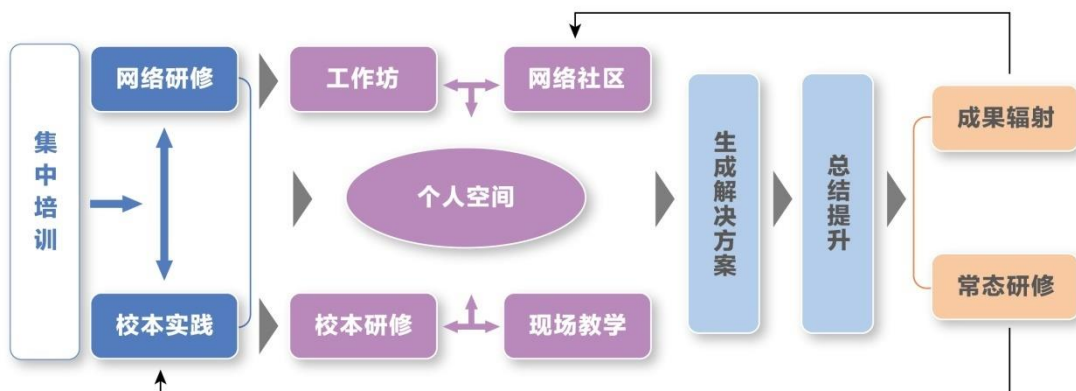 集中培训
网络研修
校本实践
工作坊
网络社区
个人空间
校本研修
现场教学
生成解决方案
总结提升
成果辐射
常态研修